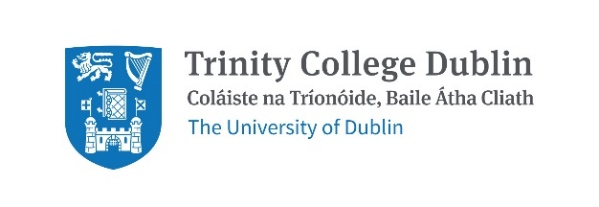 Trinity College Dublin
Coláiste na Tríonóide, Baile Átha Cliath
The University of Dublin